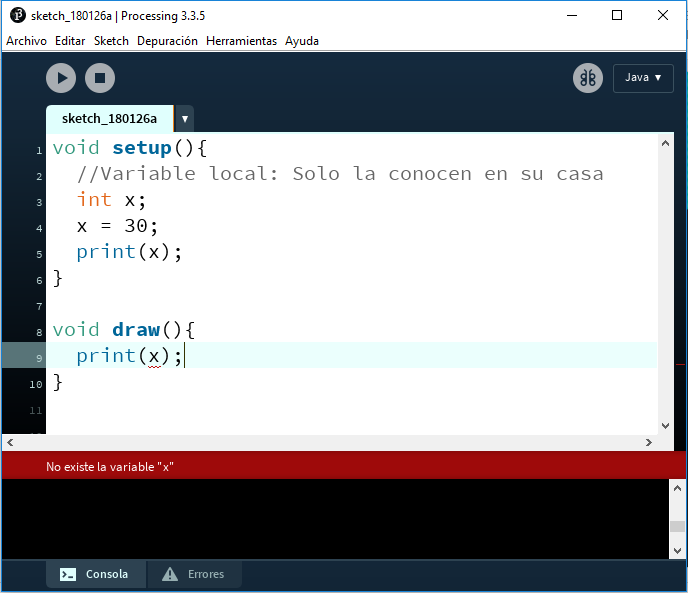 sketch_180126a | Processing 3.3.5
Archivo Editar Sketch Depuración Herramientas Ayuda
Java ▼
sketch_180126a ▼
1 void setup(){
2 //Variable local: Solo la conocen en su casa
3 int x;
4 x = 30;
5 print(x);
6 }
7
8 void draw(){
9 print(x);
10 }
11
No existe la variable "x"
Consola Errores